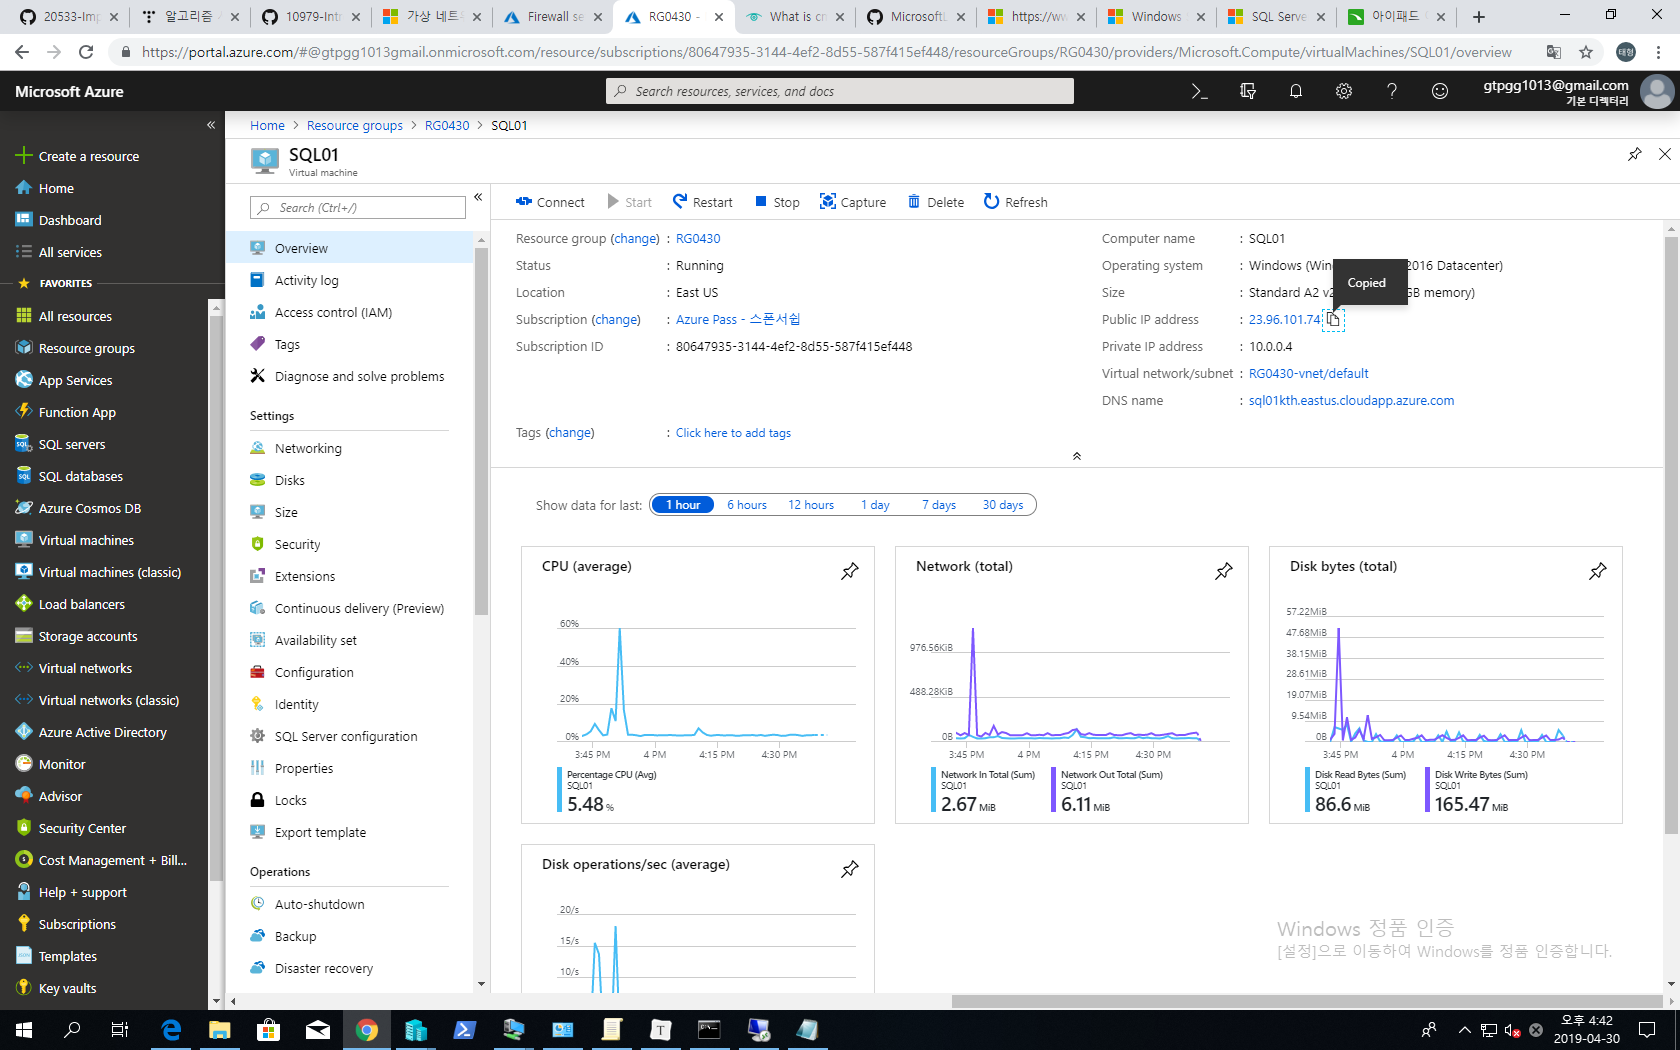 20533-Imp
알고리즘
10979-Intr
가상 네트
Firewall se
RG0430 -
What is cr
MicrosoftL
https://ww
Windows
SQL Serve
아이패드
https://portal.azure.com/#@gtpgg1013gmail.onmicrosoft.com/resource/subscriptions/80647935-3144-4ef2-8d55-587f415ef448/resourceGroups/RG0430/providers/Microsoft.Compute/virtualMachines/SQL01/overview
태형
Microsoft Azure
Search resources, services, and docs
gtpgg1013@gmail.com
기본 디렉터리
Create a resource
Home
Dashboard
All services
FAVORITES
All resources
Resource groups
App Services
Function App
SQL servers
SQL databases
Azure Cosmos DB
Virtual machines
Virtual machines (classic)
Load balancers
Storage accounts
Virtual networks
Virtual networks (classic)
Azure Active Directory
Monitor
Advisor
Security Center
Cost Management + Bill...
Help + support
Subscriptions
Templates
Key vaults
Home > Resource groups > RG0430 > SQL01
SQL01
Virtual machine
Search (Ctrl+/)
Overview
Activity log
Access control (IAM)
Tags
Diagnose and solve problems
Settings
Networking
Disks
Size
Security
Extensions
Continuous delivery (Preview)
Availability set
Configuration
Identity
SQL Server configuration
Properties
Locks
Export template
Operations
Auto-shutdown
Backup
Disaster recovery
Connect Start Restart Stop Capture Delete Refresh
Resource group (change) : RG0430
Status : Running
Location : East US
Subscription (change) : Azure Pass - 스폰서쉽
Subscription ID : 80647935-3144-4ef2-8d55-587f415ef448
Computer name : SQL01
Operating system : Windows (Win 2016 Datacenter)
Size : Standard A2 v2 GB memory)
Copied
Public IP address : 23.96.101.74
Private IP address : 10.0.0.4
Virtual network/subnet : RG0430-vnet/default
DNS name : sql01kth.eastus.cloudapp.azure.com
Tags (change) : Click here to add tags
Show data for last: 1 hour 6 hours 12 hours 1 day 7 days 30 days
CPU (average)
60%
40%
20%
0%
3:45 PM 4 PM 4:15 PM 4:30 PM
Percentage CPU (Avg)
SQL01
5.48 %
Network (total)
976.56KiB
488.28KiB
0B
3:45 PM 4 PM 4:15 PM 4:30 PM
Network In Total (Sum)
SQL01
2.67 MiB
Network Out Total (Sum)
SQL01
6.11 MiB
Disk bytes (total)
57.22MiB
47.68MiB
38.15MiB
28.61MiB
19.07MiB
9.54MiB
0B
3:45 PM 4 PM 4:15 PM 4:30 PM
Disk Read Bytes (Sum)
SQL01
86.6 MiB
Disk Write Bytes (Sum)
SQL01
165.47 MiB
Disk operations/sec (average)
20/s
15/s
10/s
Windows 정품 인증
[설정]으로 이동하여 Windows를 정품 인증합니다.
오후 4:42
2019-04-30